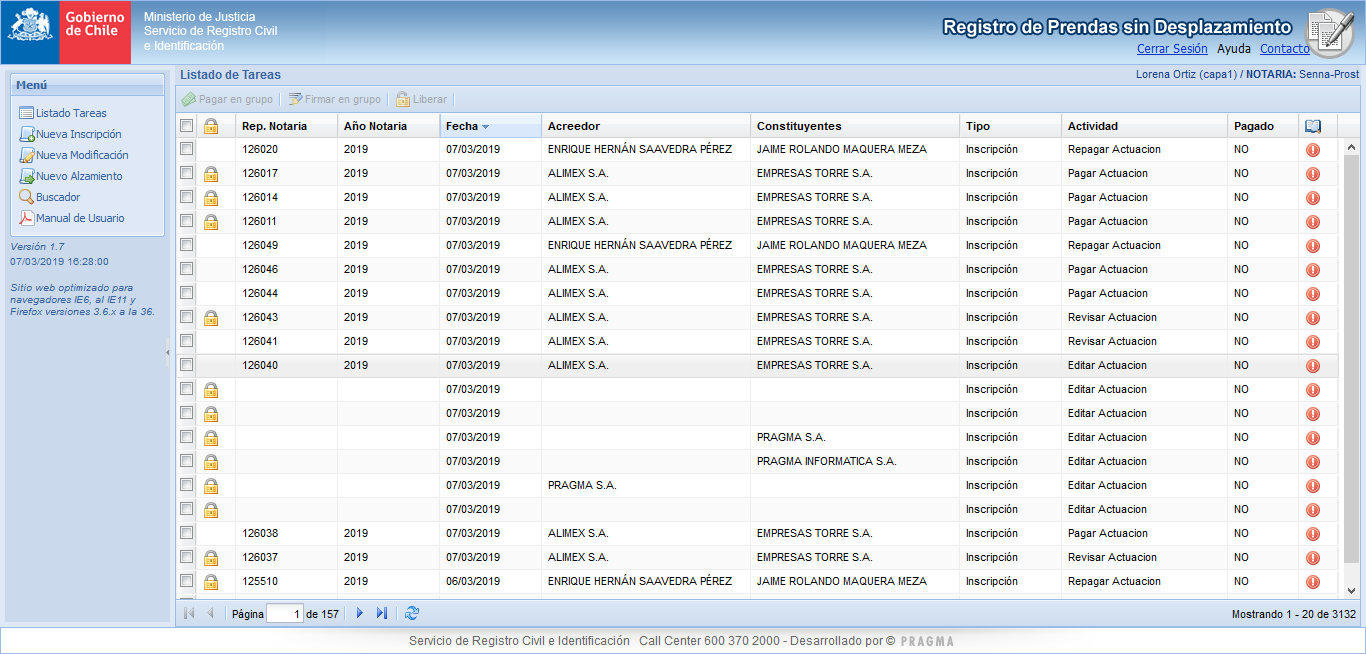 Gobierno
de Chile
Ministerio de Justicia
Servicio de Registro Civil
e Identificación
Registro de Prendas sin Desplazamiento
Cerrar Sesión Ayuda Contacto
Menú
Listado Tareas
Nueva Inscripción
Nueva Modificación
Nuevo Alzamiento
Buscador
Manual de Usuario
Versión 1.7
07/03/2019 16:28:00
Sitio web optimizado para
navegadores IE6, al IE11 y
Firefox versiones 3.6.x a la 36.
Listado de Tareas
Lorena Ortiz (capa1) / NOTARIA: Senna-Prost
Pagar en grupo Firmar en grupo Liberar
Rep. Notaria Año Notaria Fecha Acreedor Constituyentes Tipo Actividad Pagado
126020 2019 07/03/2019 ENRIQUE HERNÁN SAAVEDRA PÉREZ JAIME ROLANDO MAQUERA MEZA Inscripción Repagar Actuacion NO
126017 2019 07/03/2019 ALIMEX S.A. EMPRESAS TORRE S.A. Inscripción Pagar Actuacion NO
126014 2019 07/03/2019 ALIMEX S.A. EMPRESAS TORRE S.A. Inscripción Pagar Actuacion NO
126011 2019 07/03/2019 ALIMEX S.A. EMPRESAS TORRE S.A. Inscripción Pagar Actuacion NO
126049 2019 07/03/2019 ENRIQUE HERNÁN SAAVEDRA PÉREZ JAIME ROLANDO MAQUERA MEZA Inscripción Repagar Actuacion NO
126046 2019 07/03/2019 ALIMEX S.A. EMPRESAS TORRE S.A. Inscripción Pagar Actuacion NO
126044 2019 07/03/2019 ALIMEX S.A. EMPRESAS TORRE S.A. Inscripción Pagar Actuacion NO
126043 2019 07/03/2019 ALIMEX S.A. EMPRESAS TORRE S.A. Inscripción Revisar Actuacion NO
126041 2019 07/03/2019 ALIMEX S.A. EMPRESAS TORRE S.A. Inscripción Revisar Actuacion NO
126040 2019 07/03/2019 ALIMEX S.A. EMPRESAS TORRE S.A. Inscripción Editar Actuacion NO
07/03/2019 Inscripción Editar Actuacion NO
07/03/2019 Inscripción Editar Actuacion NO
07/03/2019 PRAGMA S.A. Inscripción Editar Actuacion NO
07/03/2019 PRAGMA INFORMATICA S.A. Inscripción Editar Actuacion NO
07/03/2019 PRAGMA S.A. Inscripción Editar Actuacion NO
07/03/2019 Inscripción Editar Actuacion NO
126038 2019 07/03/2019 ALIMEX S.A. EMPRESAS TORRE S.A. Inscripción Pagar Actuacion NO
126037 2019 07/03/2019 ALIMEX S.A. EMPRESAS TORRE S.A. Inscripción Revisar Actuacion NO
125510 2019 06/03/2019 ENRIQUE HERNÁN SAAVEDRA PÉREZ JAIME ROLANDO MAQUERA MEZA Inscripción Repagar Actuacion NO
Página 1 de 157
Mostrando 1 - 20 de 3132
Servicio de Registro Civil e Identificación Call Center 600 370 2000 - Desarrollado por © PRAGMA